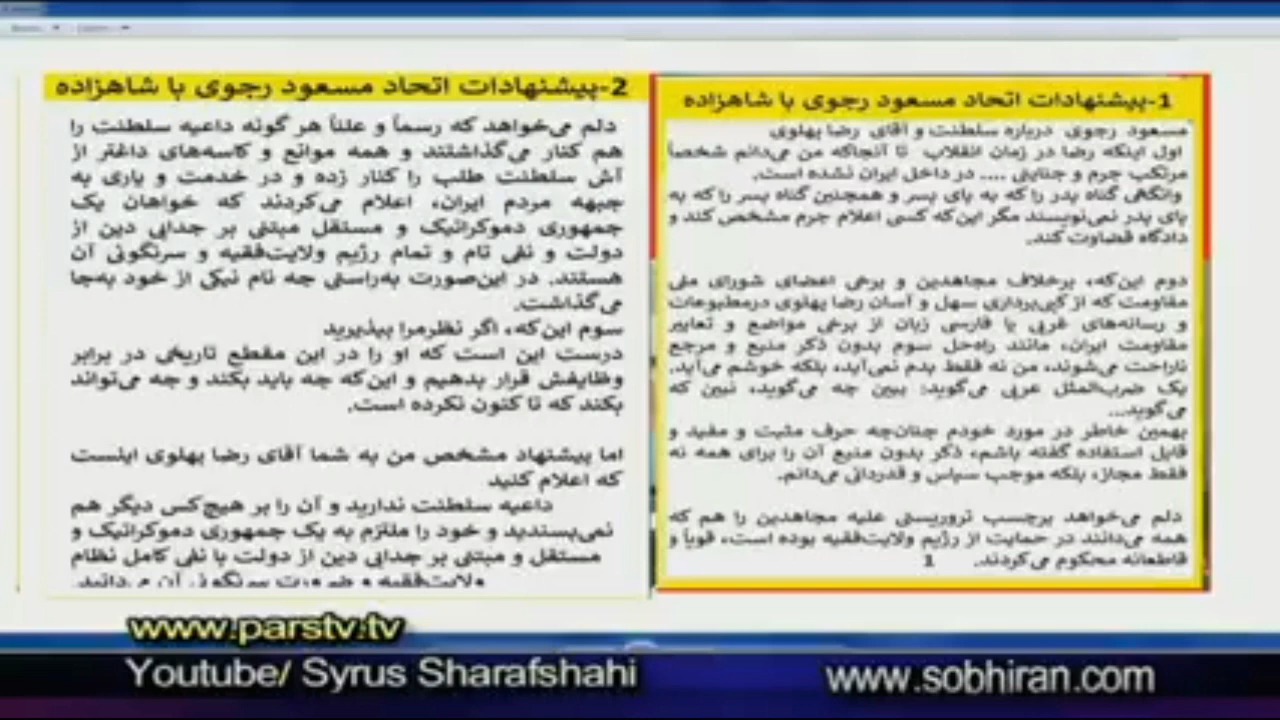 1-پیشنهادات اتحاد مسعود رجوی با شاهزاده
مسعود رجوی درباره سلطنت و آقای رضا پهلوی
اول اینکه رضا در زمان انقلاب تا آنجاکه من می‌دانم شخصاً
مرتکب جرم و جنایتی .... در داخل ایران نشده است.
وانگهی گناه پدر را که به پای پسر و همچنین گناه پسر را که به
پای پدر نمی‌نویسند مگر این‌که کسی اعلام جرم مشخص کند و
دادگاه قضاوت کند.
دوم این‌که، برخلاف مجاهدین و برخی اعضای شورای ملی
مقاومت که از کپی‌برداری سهل و آسان رضا پهلوی درمطبوعات
و رسانه‌های غربی یا فارسی زبان از برخی مواضع و تعابیر
مقاومت ایران، مانند راه‌حل سوم بدون ذکر منبع و مرجع
ناراحت می‌شوند، من نه فقط بدم نمی‌آید، بلکه خوشم می‌آید.
یک ضرب‌المثل عربی می‌گوید: ببین چه می‌گوید، نبین که
می‌گوید...
بهمین خاطر در مورد خودم چنان‌چه حرف مثبت و مفید و
قابل استفاده گفته باشم، ذکر بدون منبع آن را برای همه نه
فقط مجاز، بلکه موجب سپاس و قدردانی می‌دانم.
دلم می‌خواهد برچسب تروریستی علیه مجاهدین را هم که
همه می‌دانند در حمایت از رژیم ولایت‌فقیه بوده است، قویاً و
قاطعانه محکوم می‌کردند. 1
2-پیشنهادات اتحاد مسعود رجوی با شاهزاده
دلم می‌خواهد که رسماً و علناً هر گونه داعیه سلطنت را
هم کنار می‌گذاشتند و همه موانع و کاسه‌های داغتر از
آش سلطنت طلب را کنار زده و در خدمت و یاری به
جبهه مردم ایران، اعلام می‌کردند که خواهان یک
جمهوری دموکراتیک و مستقل مبتنی بر جدایی دین از
دولت و نفی تام و تمام رژیم ولایت‌فقیه و سرنگونی آن
هستند. در این‌صورت به‌راستی چه نام نیکی از خود به‌جا
می‌گذاشت.
سوم این‌که، اگر نظرمرا بپذیرید
درست این است که او را در این مقطع تاریخی در برابر
وظایفش قرار بدهیم و این‌که چه باید بکند و چه می‌تواند
بکند که تا کنون نکرده است.
اما پیشنهاد مشخص من به شما آقای رضا پهلوی اینست
که اعلام کنید
داعیه سلطنت ندارید و آن را بر هیچ‌کس دیگر هم
نمی‌پسندید و خود را ملتزم به یک جمهوری دموکراتیک و
مستقل و مبتنی بر جدایی دین از دولت با نفی کامل نظام
ولایت‌فقیه و ضرورت سرنگونی آن می‌دانید.
www.parstv.tv
Youtube/ Syrus Sharafshahi
www.sobhiran.com